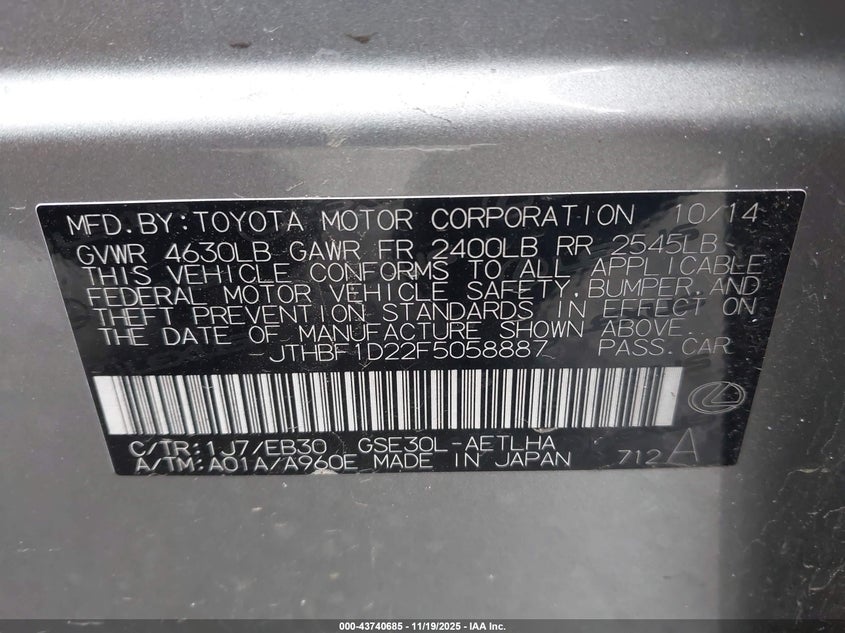 MFD.BY:TOYOTA MOTOR CORPORATION 10/14
GVWR 4630LB GAWR FR 2400LB RR 2545LB
THIS VEHICLE CONFORMS TO ALL APPLICABLE
FEDERAL MOTOR VEHICLE SAFETY,BUMPER,AND
THEFT PREVENTION STANDARDS IN EFFECT ON
THE DATE OF MANUFACTURE SHOWN ABOVE.
JTHBF1D22F5058887 PASS.CAR
C/TR:1J7/EB30 GSE30L-AETLHA
A/TM:A01A/A960E MADE IN JAPAN 712A
000-43740685 - 11/19/2025 - IAA Inc.